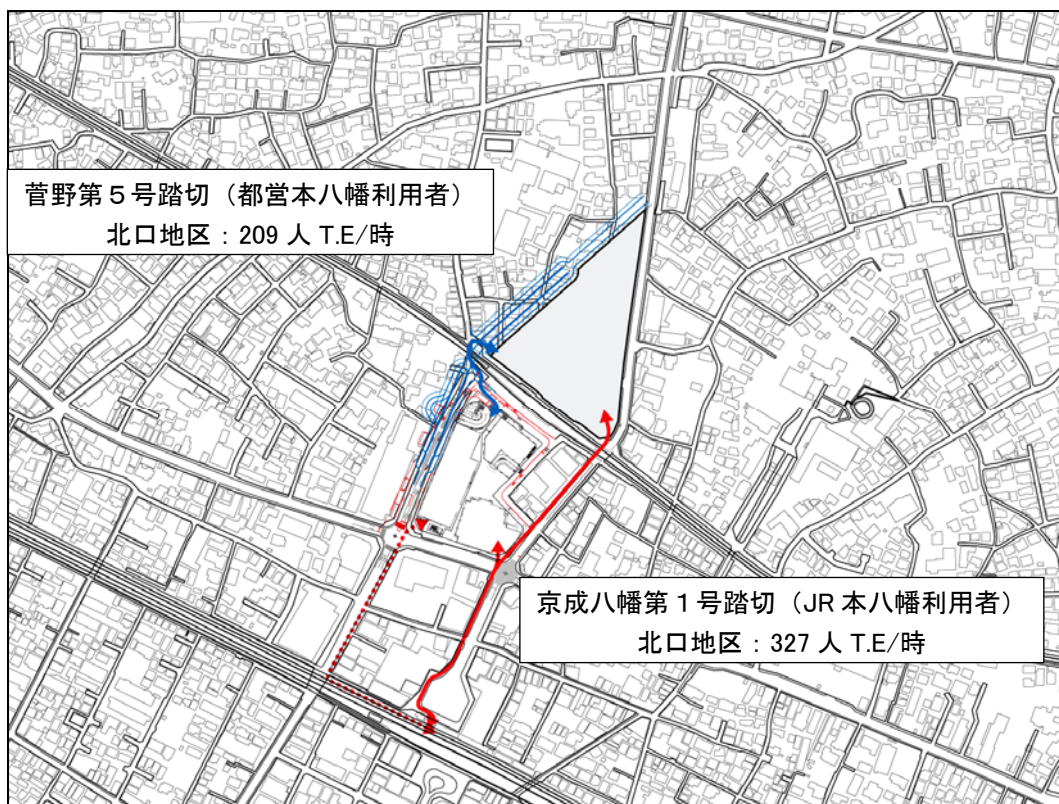 菅野第５号踏切（都営本八幡利用者）
北口地区：209 人 T.E/時
京成八幡第１号踏切（JR 本八幡利用者）
北口地区：327 人 T.E/時